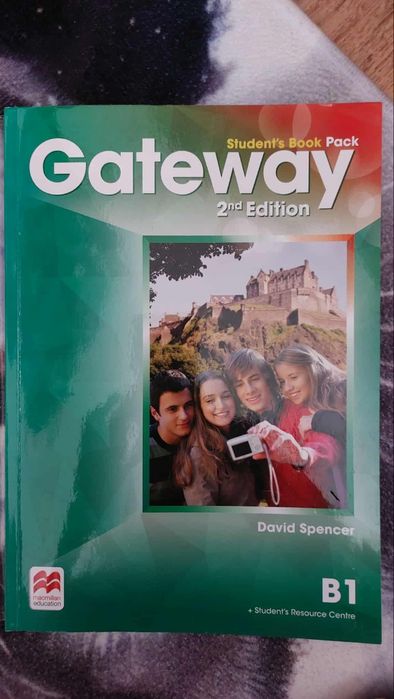 Student's Book Pack
Gateway
2nd Edition
David Spencer
macmillan
education
B1
+ Student's Resource Centre